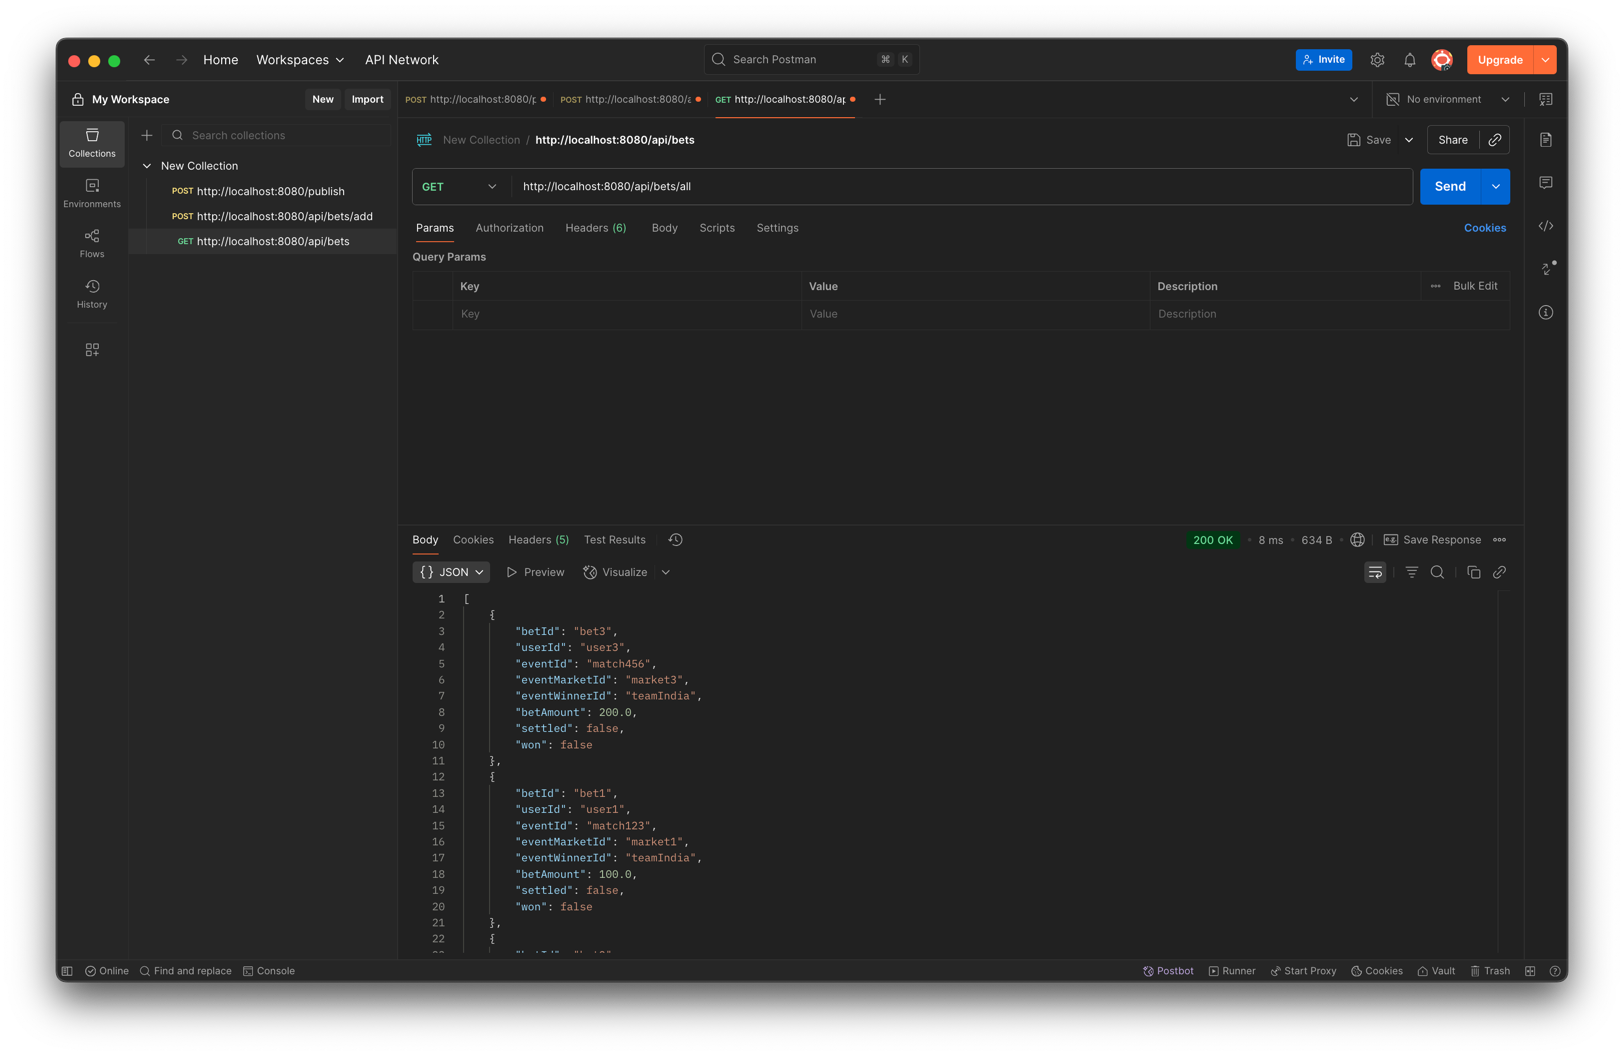 Home
Workspaces
API Network
Search Postman
⌘ K
Invite
Upgrade
My Workspace
New
Import
POST http://localhost:8080/p
POST http://localhost:8080/a
GET http://localhost:8080/ap
No environment
Collections
Environments
Flows
History
Search collections
New Collection
POST http://localhost:8080/publish
POST http://localhost:8080/api/bets/add
GET http://localhost:8080/api/bets
HTTP New Collection / http://localhost:8080/api/bets
Save
Share
GET
http://localhost:8080/api/bets/all
Send
Params Authorization Headers (6) Body Scripts Settings
Cookies
Query Params
Key Value Description
Bulk Edit
Key Value Description
Body Cookies Headers (5) Test Results
200 OK • 8 ms • 634 B
Save Response
{} JSON
Preview
Visualize
1 [
2 {
3 "betId": "bet3",
4 "userId": "user3",
5 "eventId": "match456",
6 "eventMarketId": "market3",
7 "eventWinnerId": "teamIndia",
8 "betAmount": 200.0,
9 "settled": false,
10 "won": false
11 },
12 {
13 "betId": "bet1",
14 "userId": "user1",
15 "eventId": "match123",
16 "eventMarketId": "market1",
17 "eventWinnerId": "teamIndia",
18 "betAmount": 100.0,
19 "settled": false,
20 "won": false
21 },
22 {
Online
Find and replace
Console
Postbot
Runner
Start Proxy
Cookies
Vault
Trash